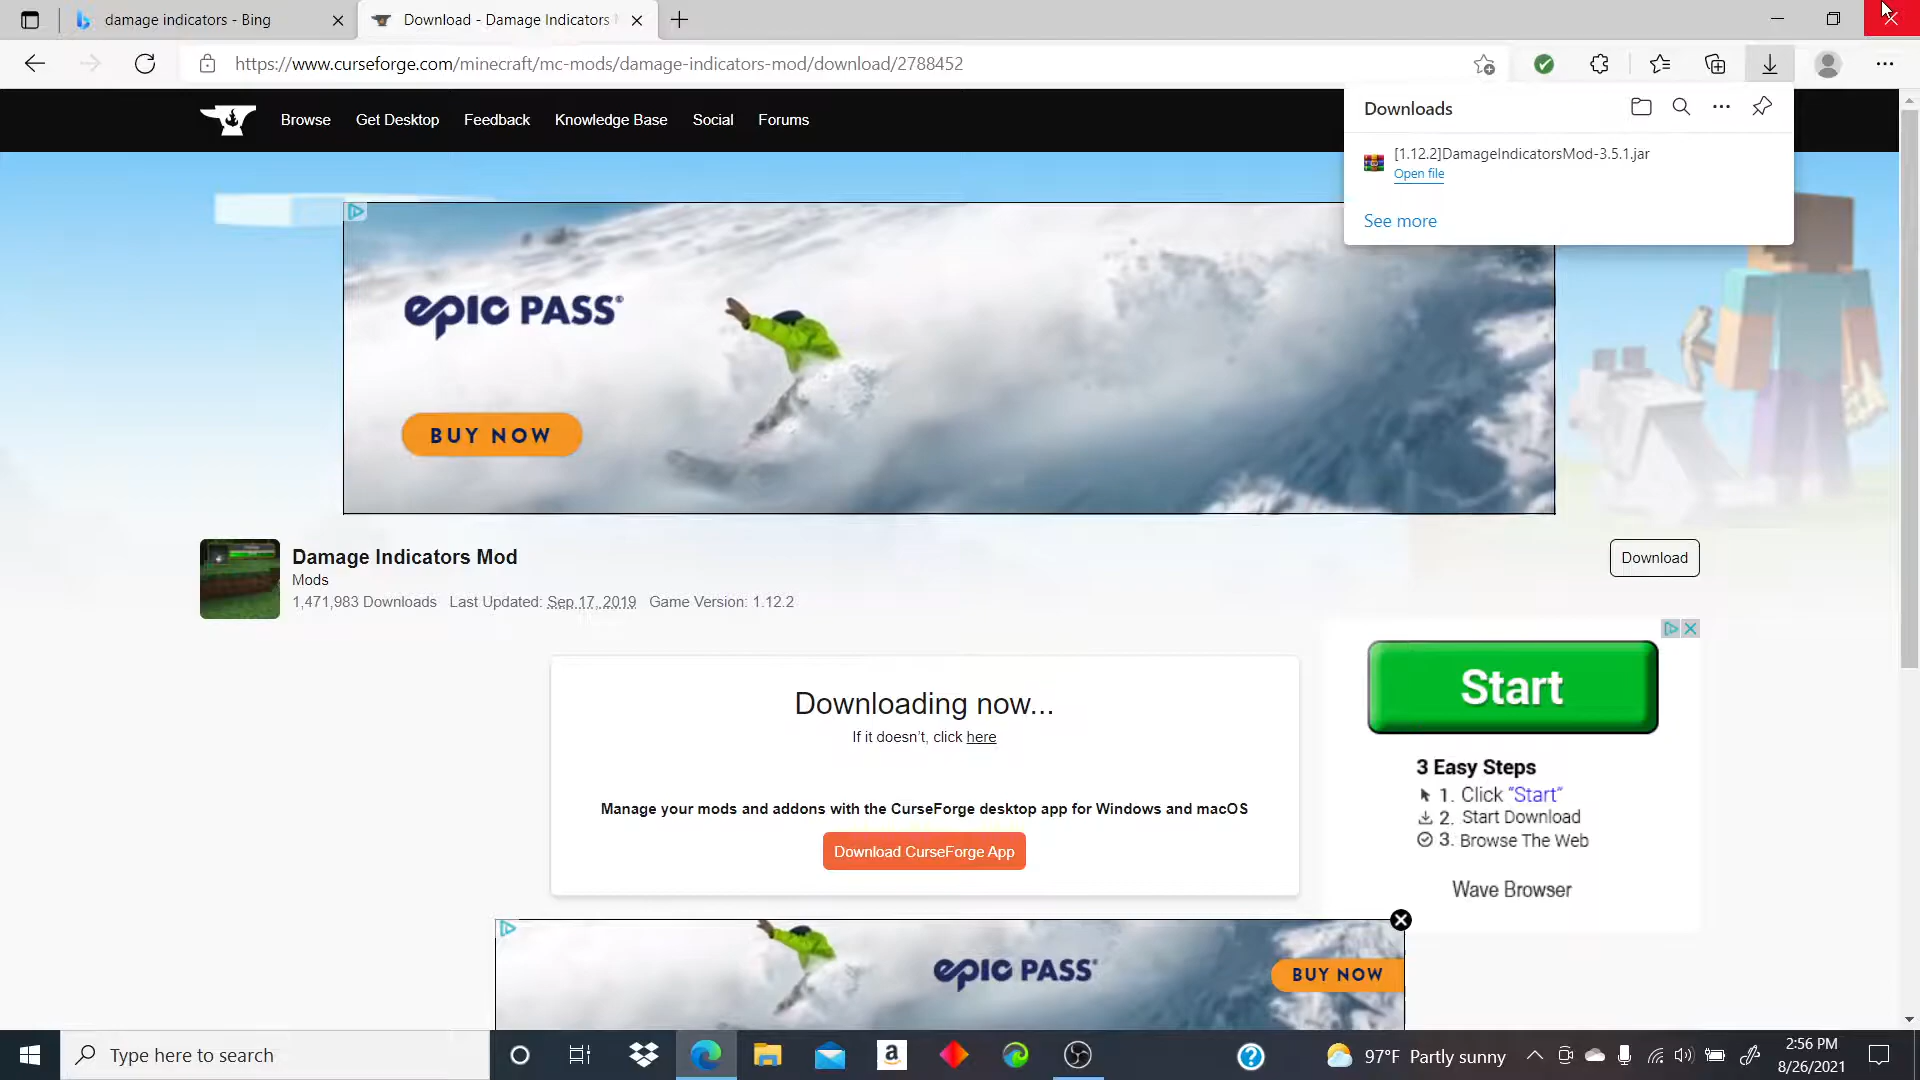 damage indicators - Bing
Download - Damage Indicators
https://www.curseforge.com/minecraft/mc-mods/damage-indicators-mod/download/2788452
Browse
Get Desktop
Feedback
Knowledge Base
Social
Forums
Downloads
[1.12.2]DamageIndicatorsMod-3.5.1.jar
Open file
See more
epic PASS®
BUY NOW
Damage Indicators Mod
Mods
1,471,983 Downloads Last Updated: Sep 17, 2019 Game Version: 1.12.2
Download
Downloading now...
If it doesn't, click here
Manage your mods and addons with the CurseForge desktop app for Windows and macOS
Download CurseForge App
Start
3 Easy Steps
1. Click "Start"
2. Start Download
3. Browse The Web
Wave Browser
epic PASS®
BUY NOW
Type here to search
97°F Partly sunny
2:56 PM
8/26/2021